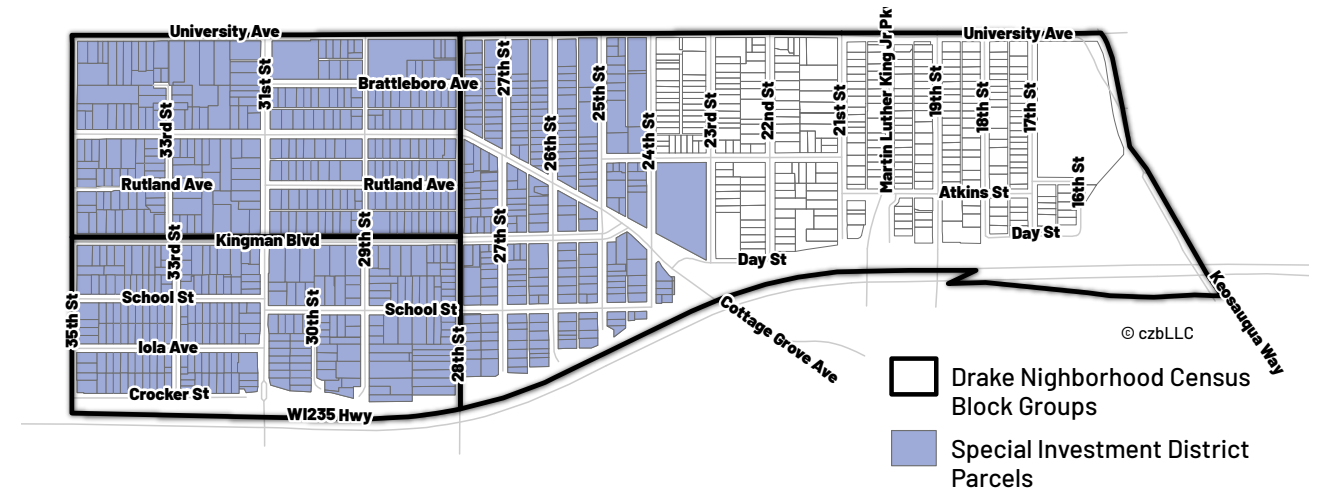 University Ave
University Ave
Brattleboro Ave
31st St
27th St
25th St
33rd St
26th St
24th St
23rd St
22nd St
21st St
Martin Luther King Jr, Pk
19th St
18th St
17th St
16th St
Rutland Ave
Rutland Ave
Atkins St
Day St
Kingman Blvd
33rd St
29th St
27th St
Day St
School St
School St
30th St
35th St
28th St
Iola Ave
Crocker St
WI235 Hwy
Cottage Grove Ave
Keosauqua Way
© czbLLC
Drake Nighborhood Census
Block Groups
Special Investment District
Parcels